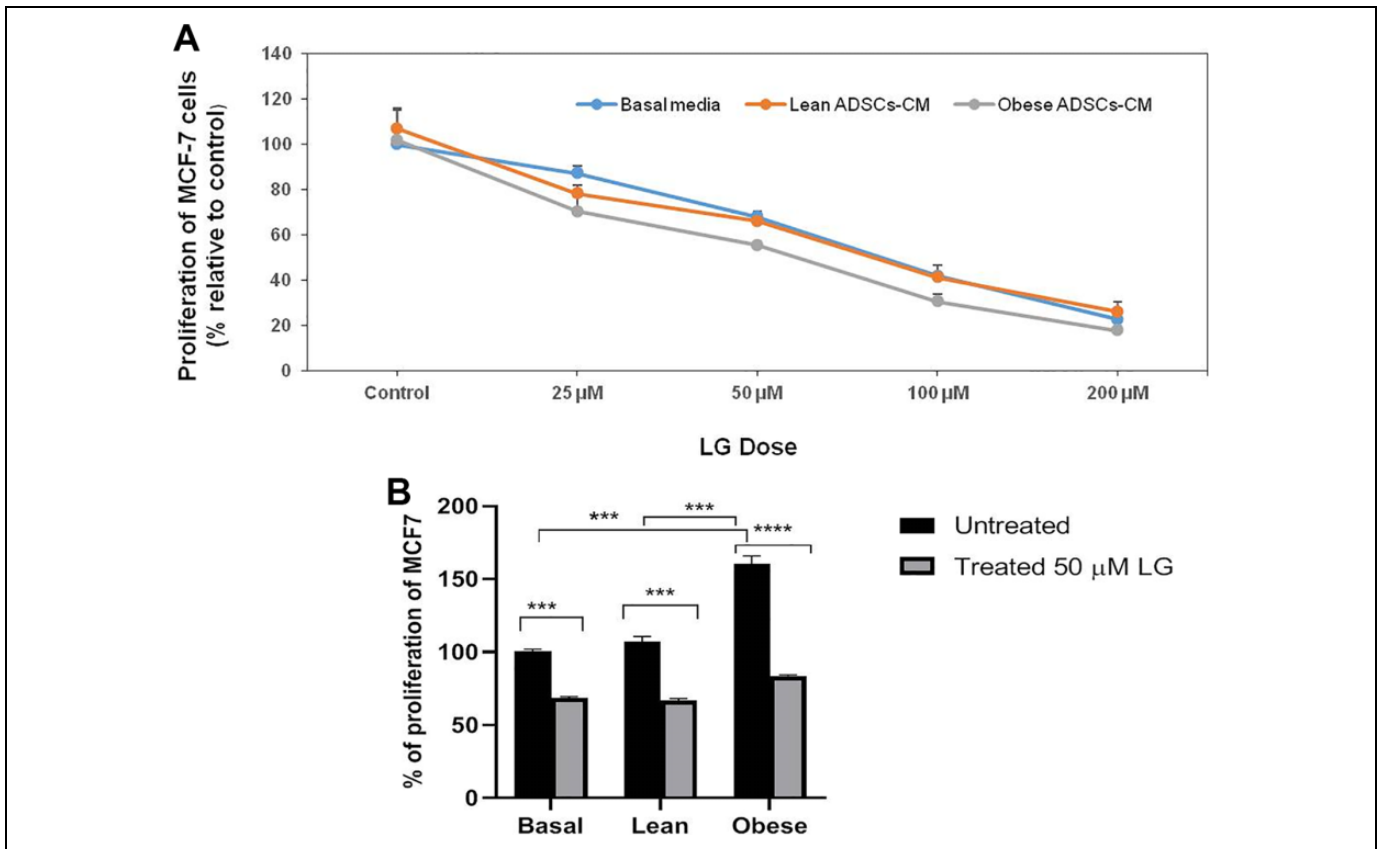 A
Proliferation of MCF-7 cells
(% relative to control)
140
120
100
80
60
40
20
0
Basal media Lean ADSCs-CM Obese ADSCs-CM
Control 25 µM 50 µM 100 µM 200 µM
LG Dose
B
% of proliferation of MCF7
200
150
100
50
0
***
***
***
***
****
Basal Lean Obese
Untreated
Treated 50 μM LG